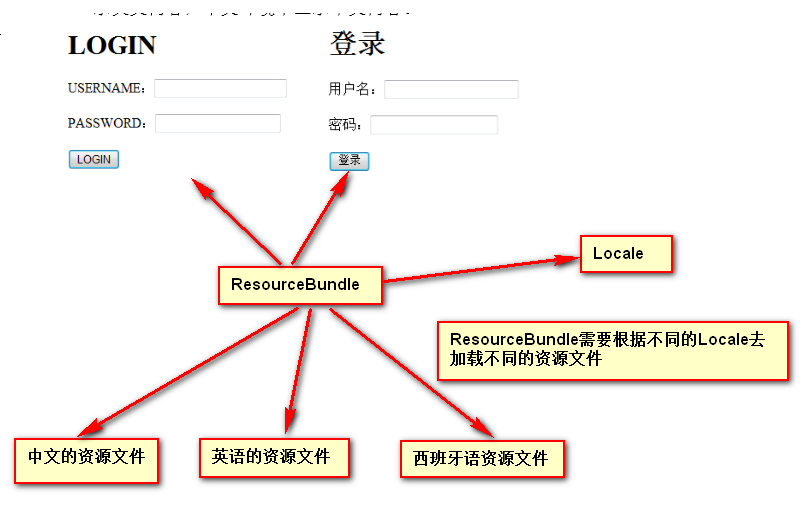 LOGIN
登录
USERNAME：
用户名：
PASSWORD：
密码：
LOGIN
登录
Locale
ResourceBundle
ResourceBundle需要根据不同的Locale去
加载不同的资源文件
中文的资源文件
英语的资源文件
西班牙语资源文件